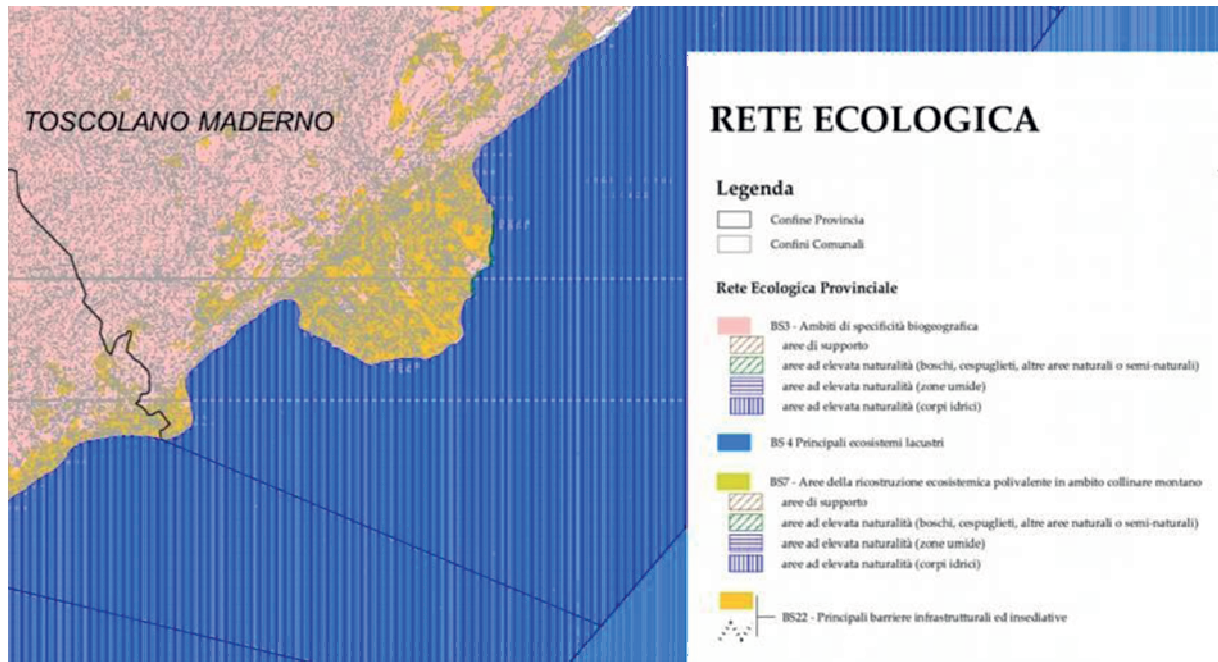 TOSCOLANO MADERNO
RETE ECOLOGICA
Legenda
Confine Provincia
Confini Comunali
Rete Ecologica Provinciale
BS3 - Ambiti di specificità biogeografica
aree di supporto
aree ad elevata naturalità (boschi, cespuglieti, altre aree naturali o semi-naturali)
aree ad elevata naturalità (zone umide)
aree ad elevata naturalità (corpi idrici)
BS 4 Principali ecosistemi lacustri
BS7 - Aree della ricostruzione ecosistemica polivalente in ambito collinare montano
aree di supporto
aree ad elevata naturalità (boschi, cespuglieti, altre aree naturali o semi-naturali)
aree ad elevata naturalità (zone umide)
aree ad elevata naturalità (corpi idrici)
BS22 - Principali barriere infrastrutturali ed insediative